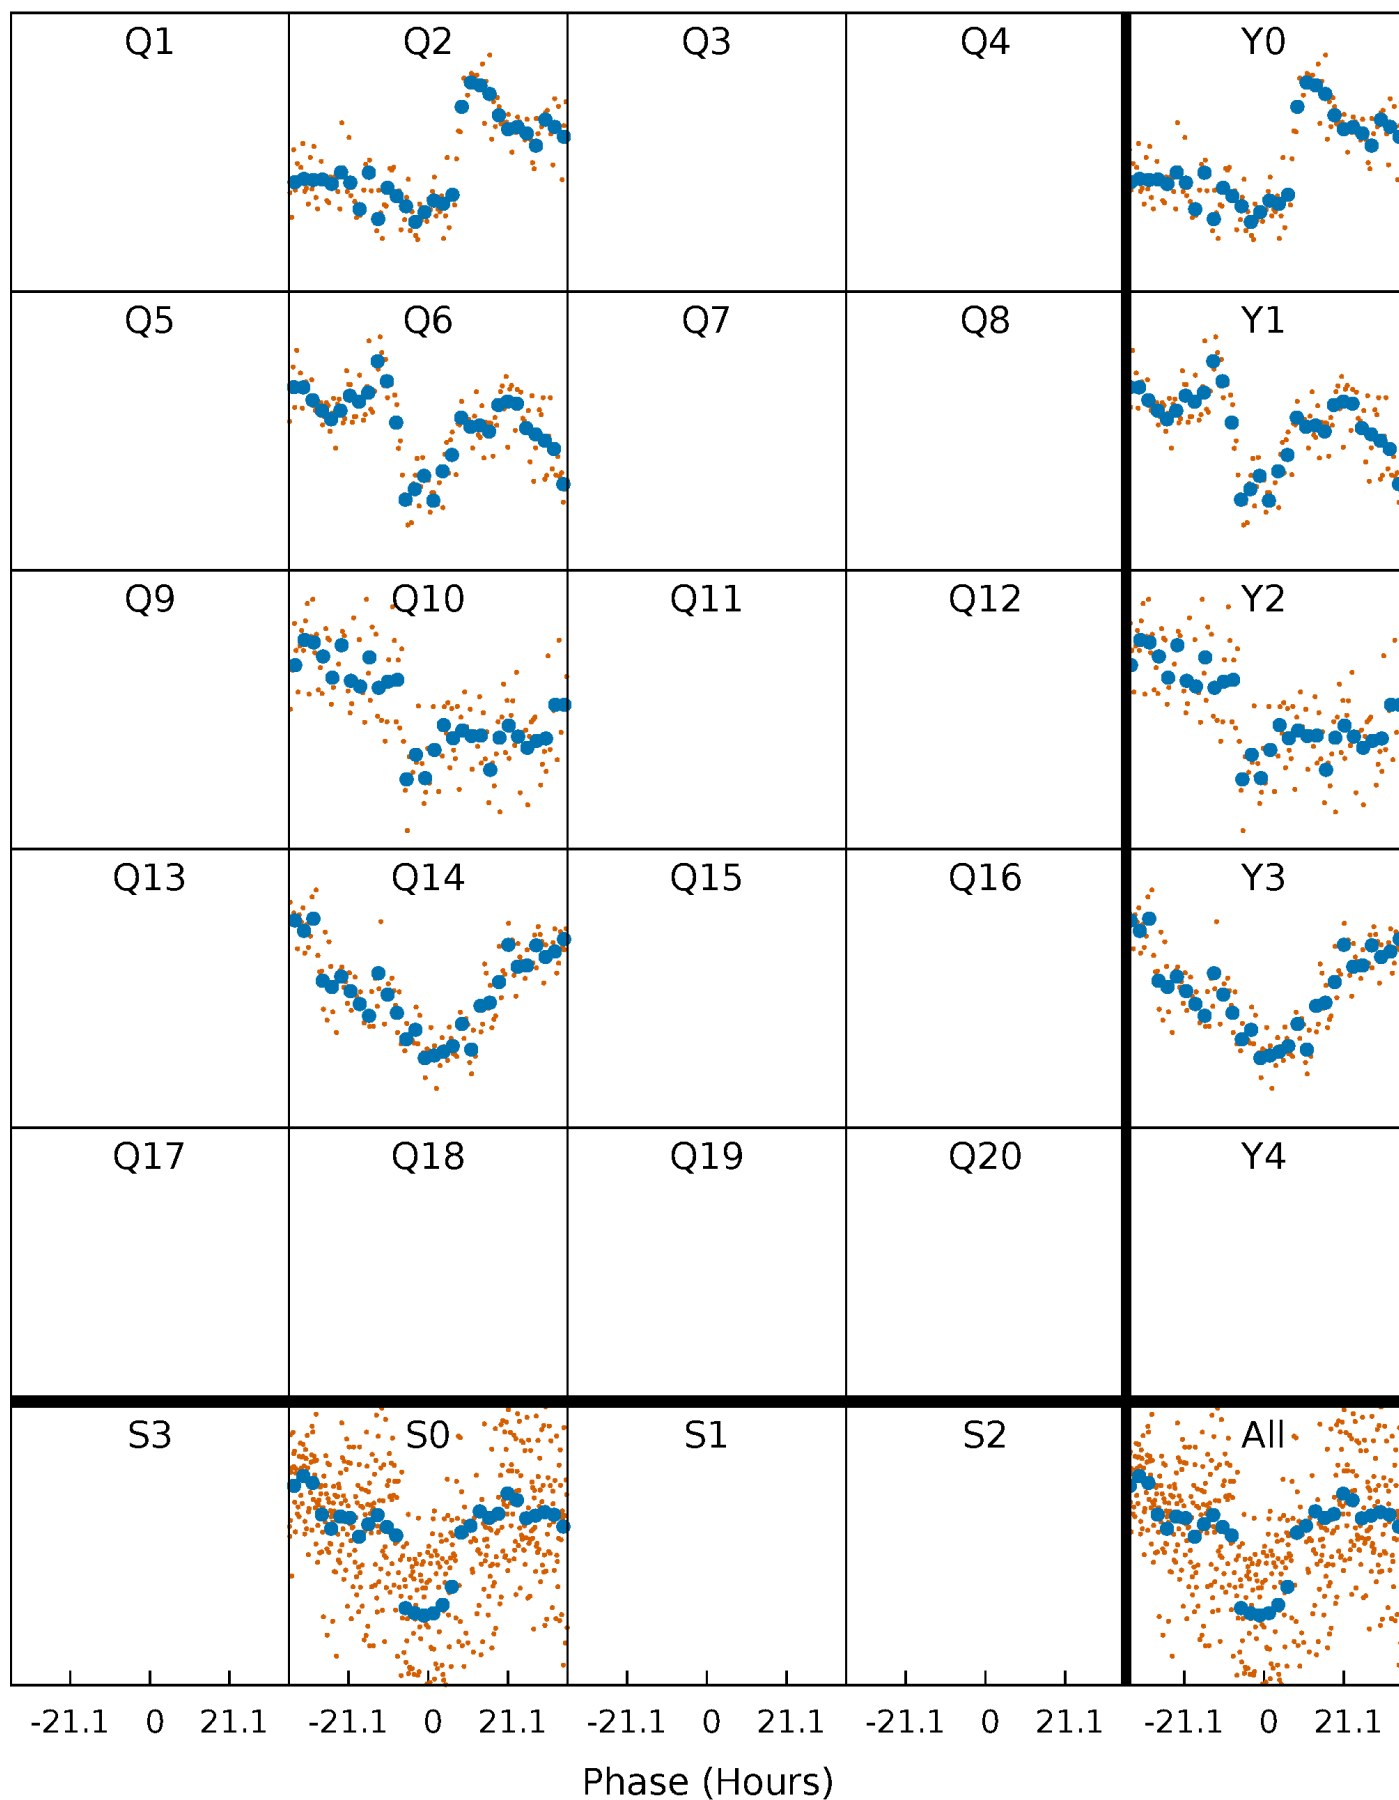 Q1 Q2 Q3 Q4 Y0
Q5 Q6 Q7 Q8 Y1
Q9 Q10 Q11 Q12 Y2
Q13 Q14 Q15 Q16 Y3
Q17 Q18 Q19 Q20 Y4
S3 S0 S1 S2 All
-21.1 0 21.1 -21.1 0 21.1 -21.1 0 21.1 -21.1 0 21.1 -21.1 0 21.1
Phase (Hours)